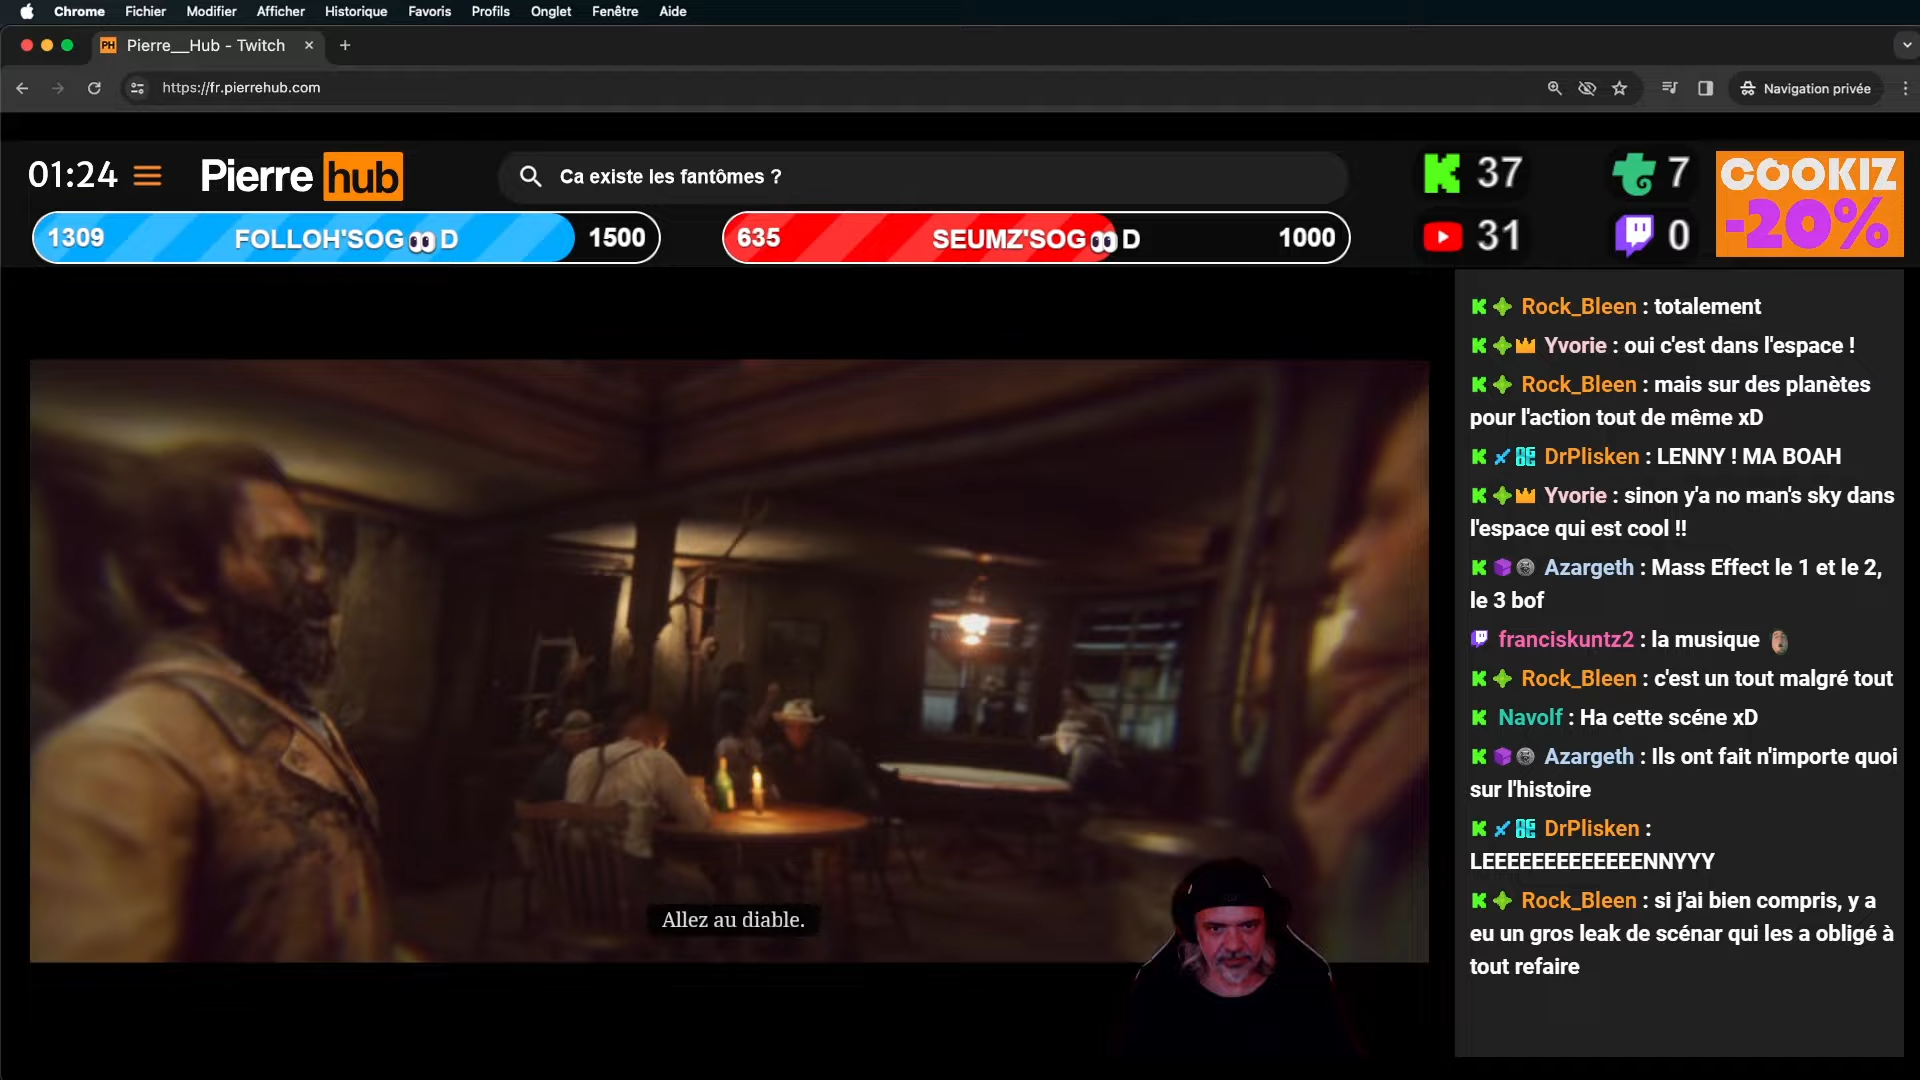 Chrome Fichier Modifier Afficher Historique Favoris Profils Onglet Fenêtre Aide
PH Pierre__Hub - Twitch
https://fr.pierrehub.com
Navigation privée
01:24
Pierre hub
Ca existe les fantômes ?
37
7
COOKIZ
-20%
1309 FOLLOH'SOG👀D 1500
635 SEUMZ'SOG👀D 1000
31
0
Rock_Bleen : totalement
Yvorie : oui c'est dans l'espace !
Rock_Bleen : mais sur des planètes
pour l'action tout de même xD
DrPlisken : LENNY ! MA BOAH
Yvorie : sinon y'a no man's sky dans
l'espace qui est cool !!
Azargeth : Mass Effect le 1 et le 2,
le 3 bof
franciskuntz2 : la musique
Rock_Bleen : c'est un tout malgré tout
Navolf : Ha cette scéne xD
Azargeth : Ils ont fait n'importe quoi
sur l'histoire
DrPlisken :
LEEEEEEEEEEEEENNYYY
Rock_Bleen : si j'ai bien compris, y a
eu un gros leak de scénar qui les a obligé à
tout refaire
Allez au diable.